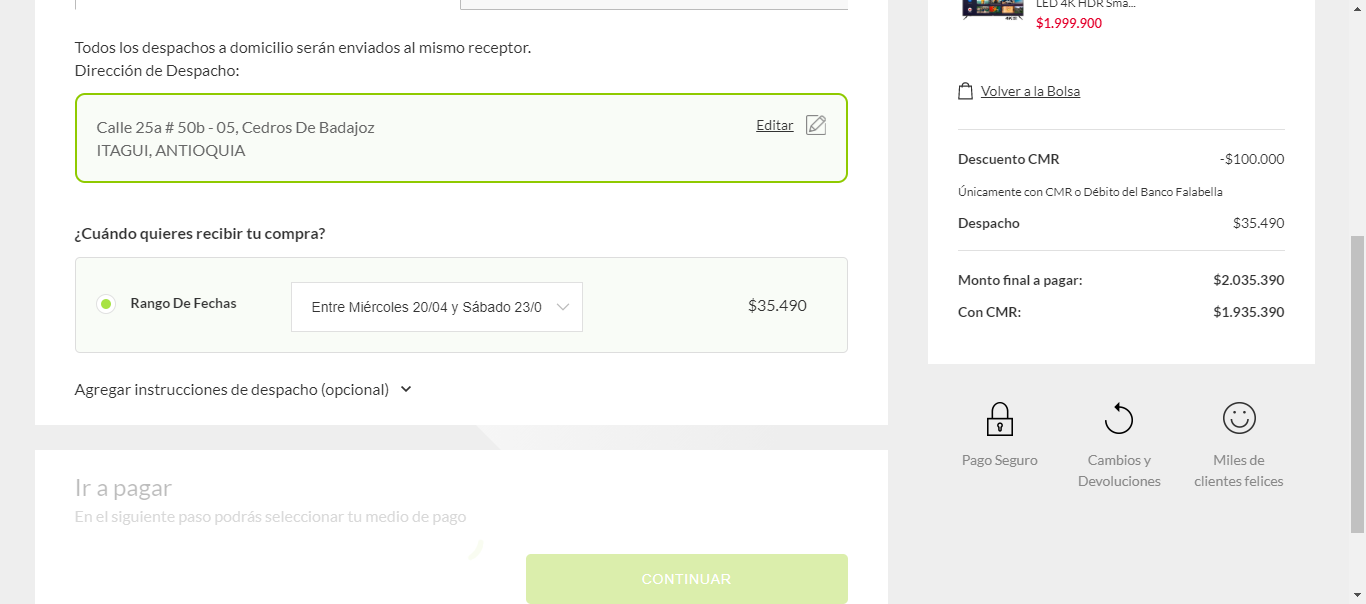 Todos los despachos a domicilio serán enviados al mismo receptor.
Dirección de Despacho:
Calle 25a # 50b - 05, Cedros De Badajoz
ITAGUI, ANTIOQUIA
Editar
¿Cuándo quieres recibir tu compra?
Rango De Fechas
Entre Miércoles 20/04 y Sábado 23/0
$35.490
Agregar instrucciones de despacho (opcional)
Ir a pagar
En el siguiente paso podrás seleccionar tu medio de pago
CONTINUAR
LED 4K HDR Sma...
$1.999.900
Volver a la Bolsa
Descuento CMR -$100.000
Únicamente con CMR o Débito del Banco Falabella
Despacho $35.490
Monto final a pagar: $2.035.390
Con CMR: $1.935.390
Pago Seguro
Cambios y
Devoluciones
Miles de
clientes felices